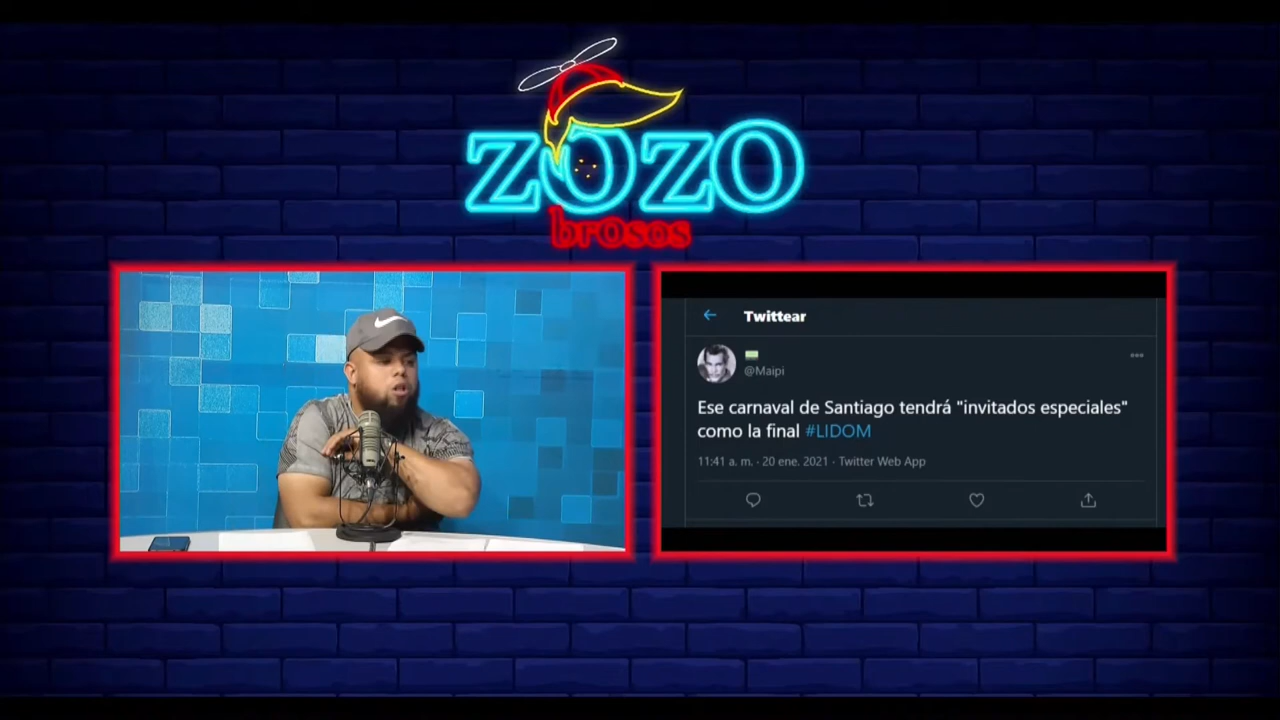 ZOZO
brosos
Twittear
@Maipi
Ese carnaval de Santiago tendrá "invitados especiales"
como la final #LIDOM
11:41 a. m. · 20 ene. 2021 · Twitter Web App